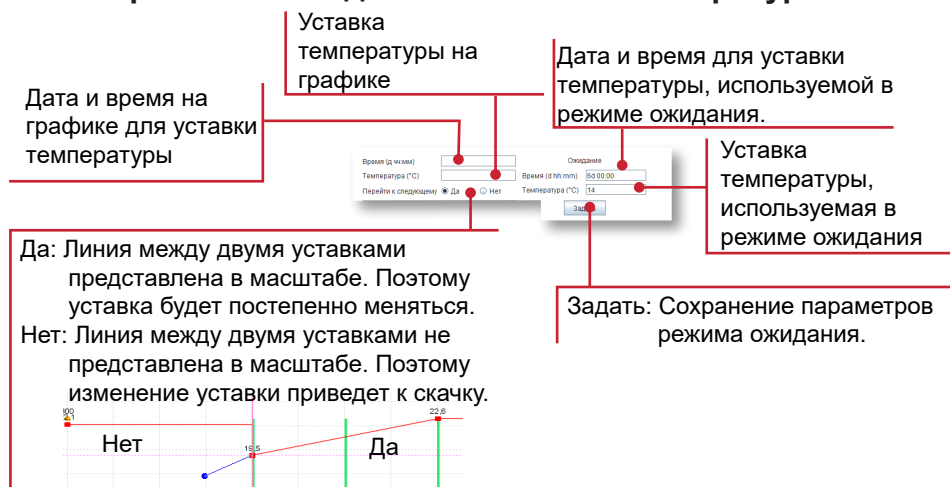 Уставка
температуры на
графике
Дата и время для уставки
температуры, используемой в
режиме ожидания.
Дата и время на
графике для уставки
температуры
Уставка
температуры,
используемая в
режиме ожидания
Время (д чч:мм)
Температура (°C)
Перейти к следующему Да Нет
Ожидание
Время (d hh:mm) 6d 00:00
Температура (°C) 14
Да: Линия между двумя уставками
представлена в масштабе. Поэтому
уставка будет постепенно меняться.
Нет: Линия между двумя уставками не
представлена в масштабе. Поэтому
изменение уставки приведет к скачку.
Задать: Сохранение параметров
режима ожидания.
22,6
Нет
Да